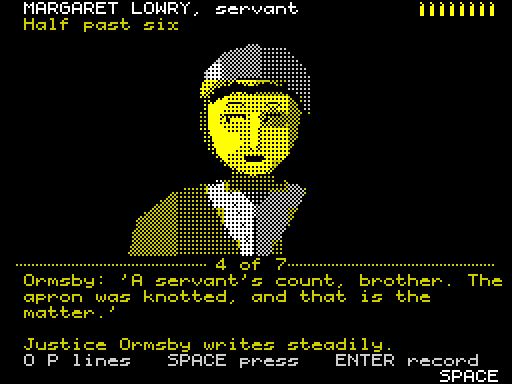 MARGARET LOWRY, servant
Half past six
4 of 7
Ormsby: 'A servant's count, brother. The
apron was knotted, and that is the
matter.'
Justice Ormsby writes steadily.
O P lines   SPACE press   ENTER record
SPACE